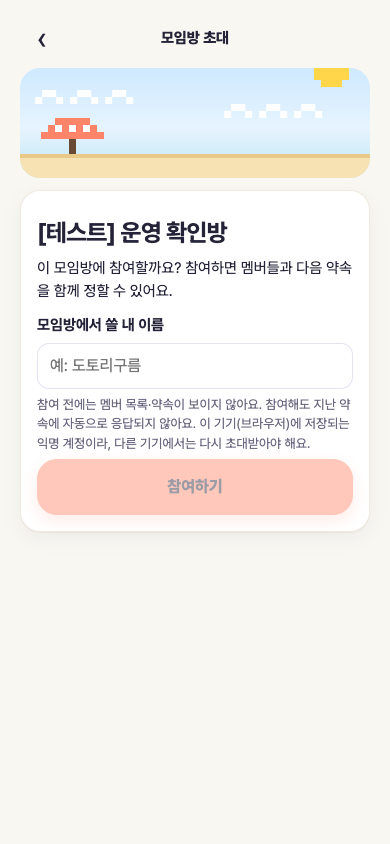 모임방 초대
[테스트] 운영 확인방
이 모임방에 참여할까요? 참여하면 멤버들과 다음 약속
을 함께 정할 수 있어요.
모임방에서 쓸 내 이름
예: 도토리구름
참여 전에는 멤버 목록·약속이 보이지 않아요. 참여해도 지난 약
속에 자동으로 응답되지 않아요. 이 기기(브라우저)에 저장되는
익명 계정이라, 다른 기기에서는 다시 초대받아야 해요.
참여하기